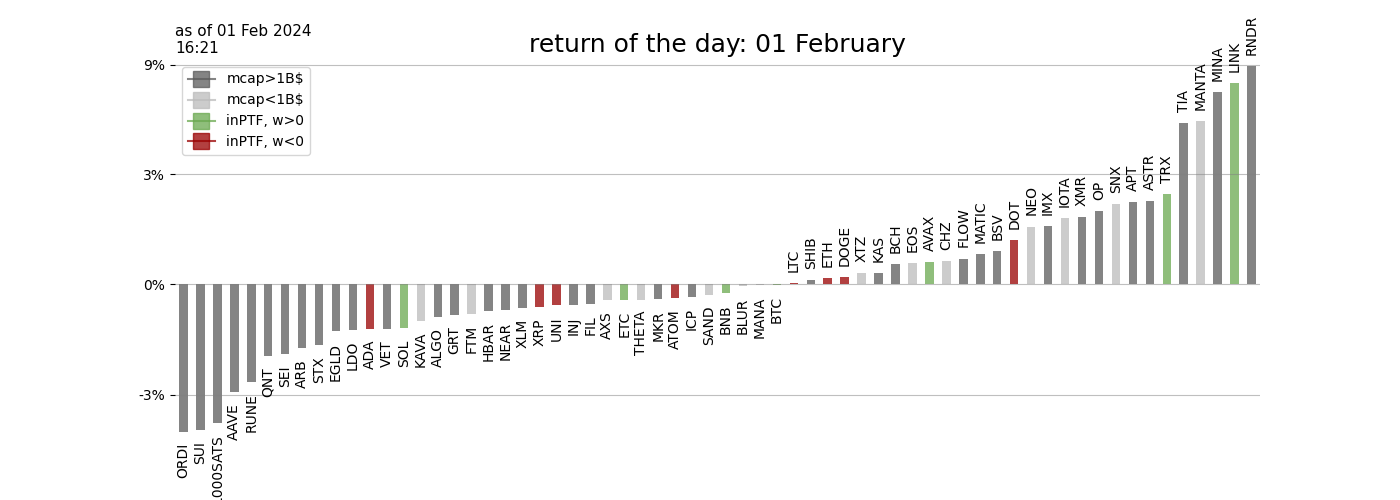 as of 01 Feb 2024
16:21
return of the day: 01 February
9%
3%
0%
-3%
mcap>1B$
mcap<1B$
inPTF, w>0
inPTF, w<0
ORDI
SUI
000SATS
AAVE
RUNE
QNT
SEI
ARB
STX
EGLD
LDO
ADA
VET
SOL
KAVA
ALGO
GRT
FTM
HBAR
NEAR
XLM
XRP
UNI
INJ
FIL
AXS
ETC
THETA
MKR
ATOM
ICP
SAND
BNB
BLUR
MANA
BTC
LTC
SHIB
ETH
DOGE
XTZ
KAS
BCH
EOS
AVAX
CHZ
FLOW
MATIC
BSV
DOT
NEO
IMX
IOTA
XMR
OP
SNX
APT
ASTR
TRX
TIA
MANTA
MINA
LINK
RNDR